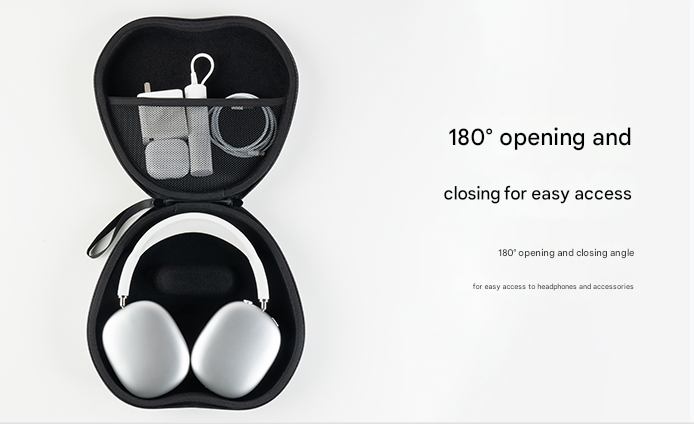 180° opening and
closing for easy access
180° opening and closing angle
for easy access to headphones and accessories